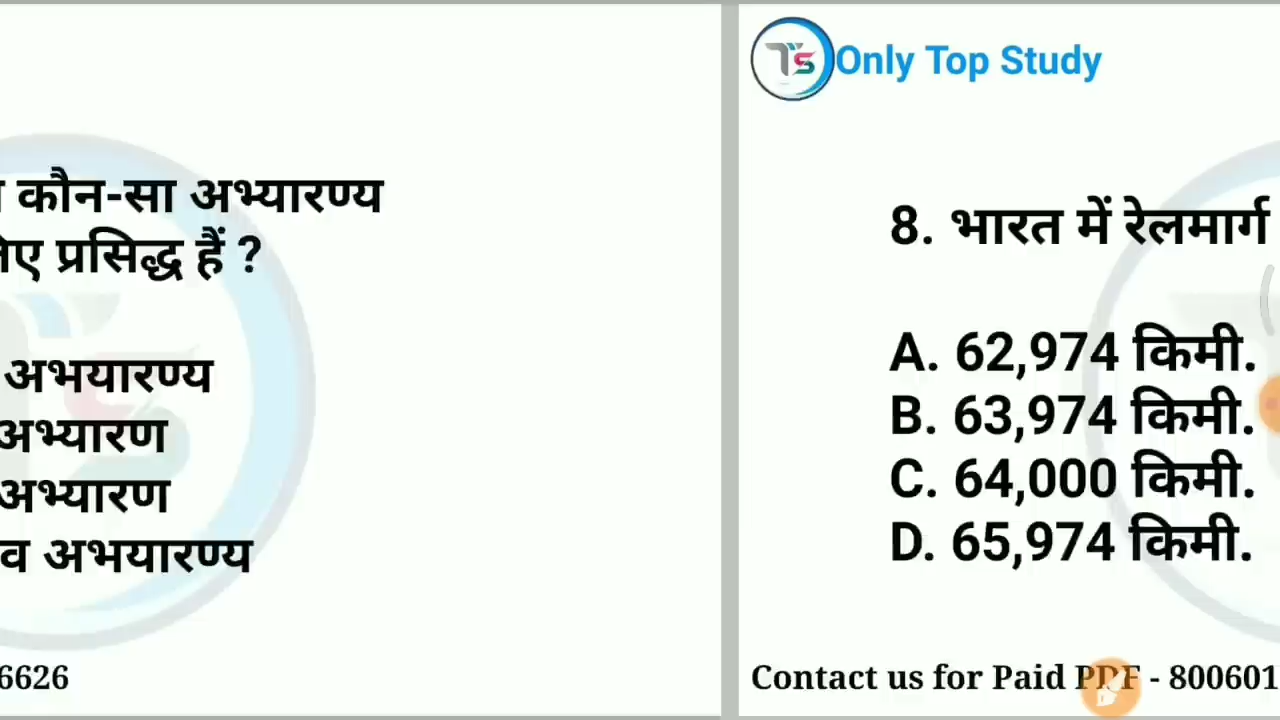 कौन-सा अभ्यारण्य
प्रसिद्ध हैं ?
अभयारण्य
अभ्यारण
अभ्यारण
अभयारण्य
6626
Only Top Study
8. भारत में रेलमार्ग
A. 62,974 किमी.
B. 63,974 किमी.
C. 64,000 किमी.
D. 65,974 किमी.
Contact us for Paid PDF - 800601